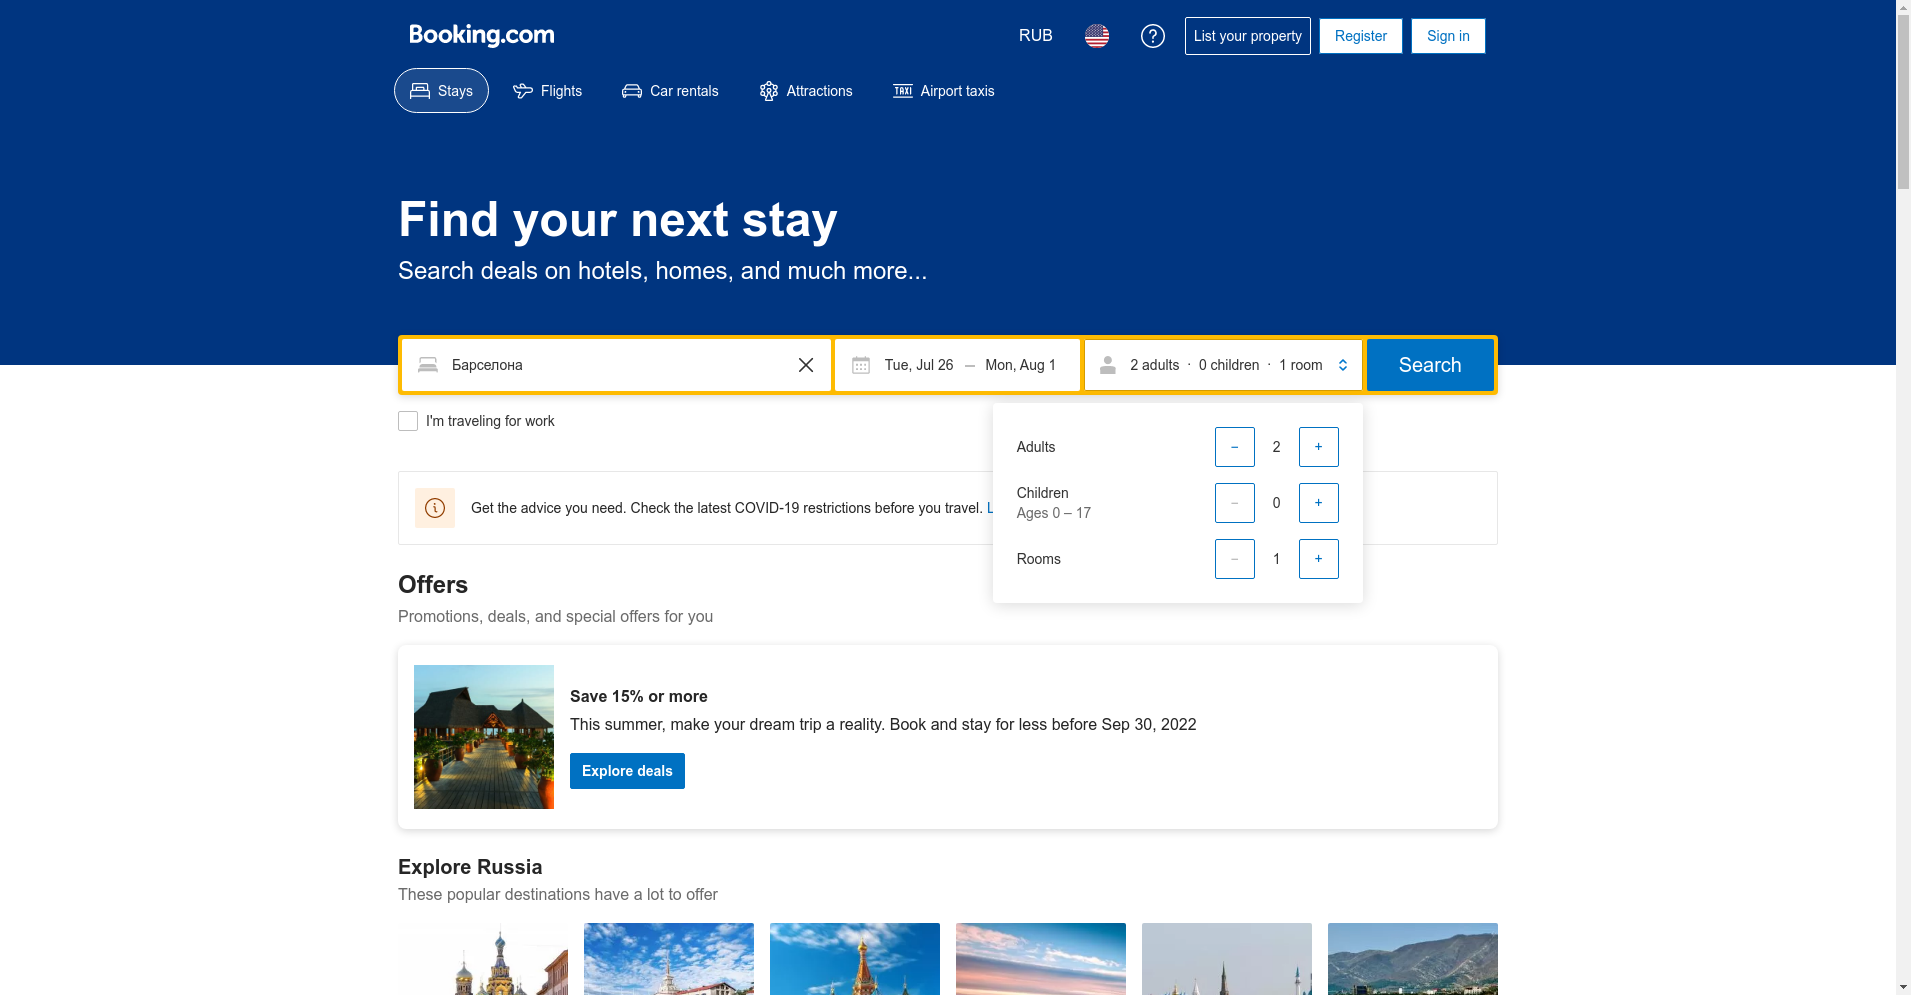 Booking.com
RUB
List your property
Register
Sign in
Stays
Flights
Car rentals
Attractions
TAXI
Airport taxis
Find your next stay
Search deals on hotels, homes, and much more...
Барселона
Tue, Jul 26 — Mon, Aug 1
2 adults · 0 children · 1 room
Search
I'm traveling for work
Adults
− 2 +
Children
Ages 0 – 17
− 0 +
Rooms
− 1 +
Get the advice you need. Check the latest COVID-19 restrictions before you travel. L
Offers
Promotions, deals, and special offers for you
Save 15% or more
This summer, make your dream trip a reality. Book and stay for less before Sep 30, 2022
Explore deals
Explore Russia
These popular destinations have a lot to offer